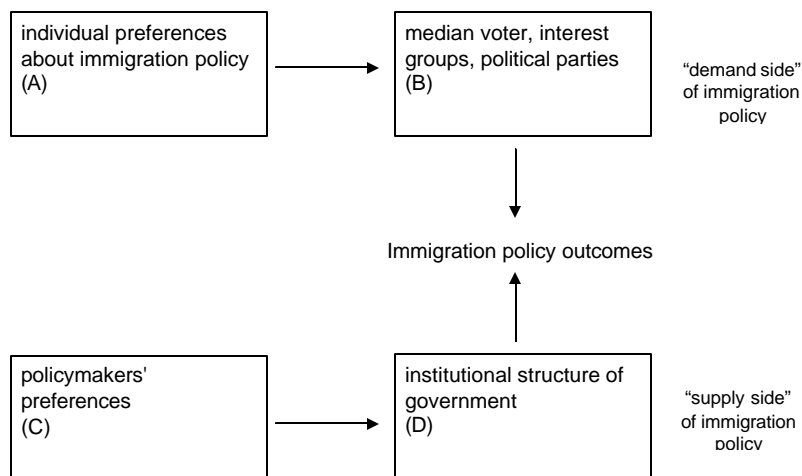 individual preferences
about immigration policy
(A)
median voter, interest
groups, political parties
(B)
“demand side”
of immigration
policy
Immigration policy outcomes
policymakers'
preferences
(C)
institutional structure of
government
(D)
“supply side”
of immigration
policy